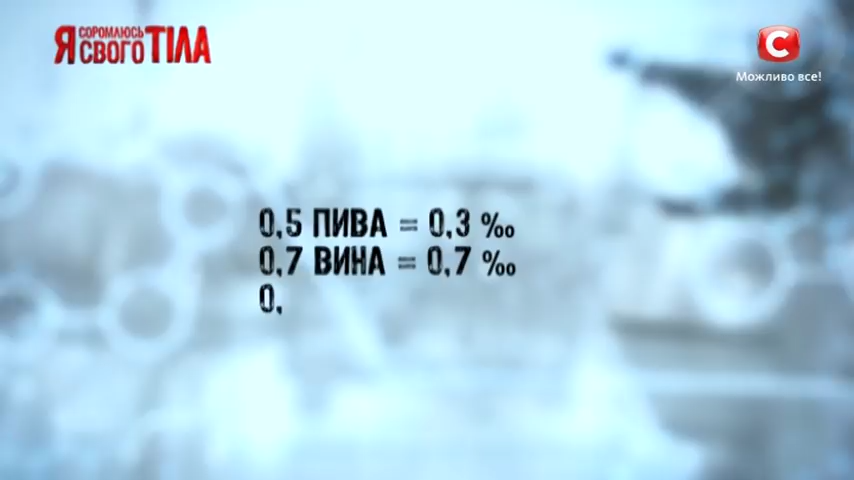 Я СОРОМЛЮСЬ СВОГО ТІЛА
С
Можливо все!
0,5 ПИВА = 0,3 ‰
0,7 ВИНА = 0,7 ‰
0,